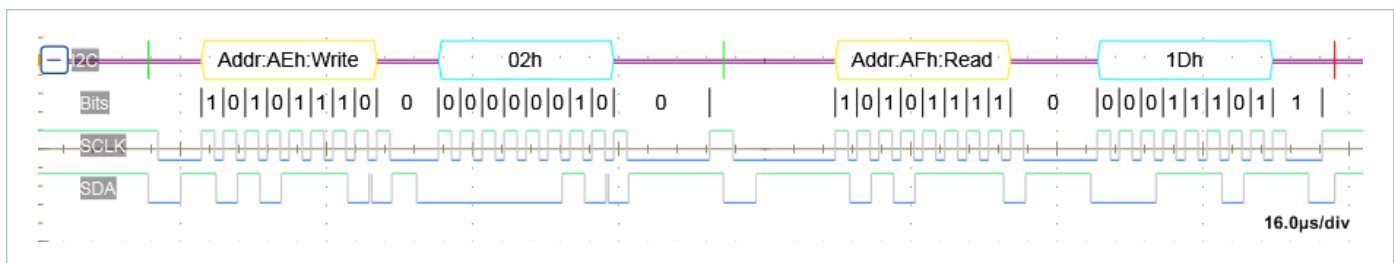 I2C Addr:AEh:Write 02h Addr:AFh:Read 1Dh
Bits 1 0 1 0 1 1 1 0 0 0 0 0 0 0 0 1 0 0 1 0 1 0 1 1 1 1 0 0 0 0 1 1 1 0 1 1
SCLK
SDA
16.0µs/div